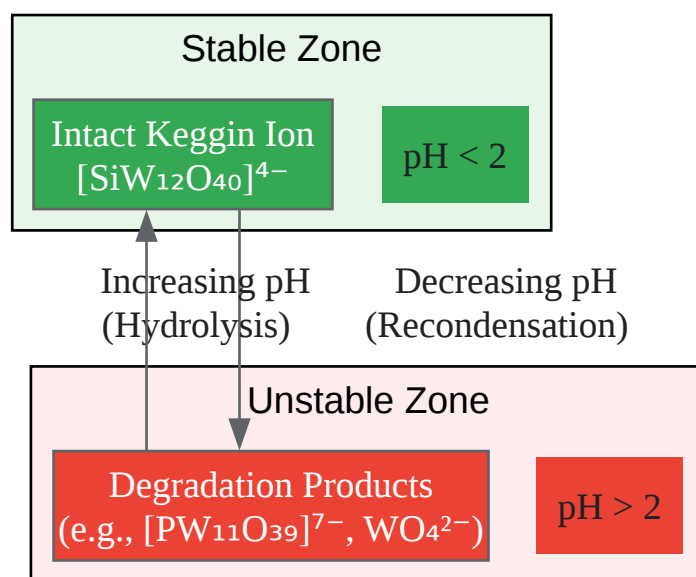 Stable Zone
Intact Keggin Ion
[SiW₁₂O₄₀]⁴⁻
pH < 2
Increasing pH
(Hydrolysis)
Decreasing pH
(Recondensation)
Unstable Zone
Degradation Products
(e.g., [PW₁₁O₃₉]⁷⁻, WO₄²⁻)
pH > 2